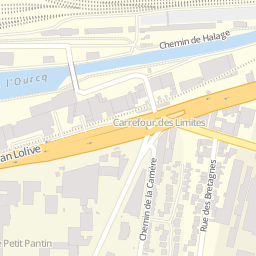 Chemin de Halage
l'Ourcq
Carrefour des Limites
an Lolive
Chemin de la Carrière
Rue des Bretagnes
Petit Pantin